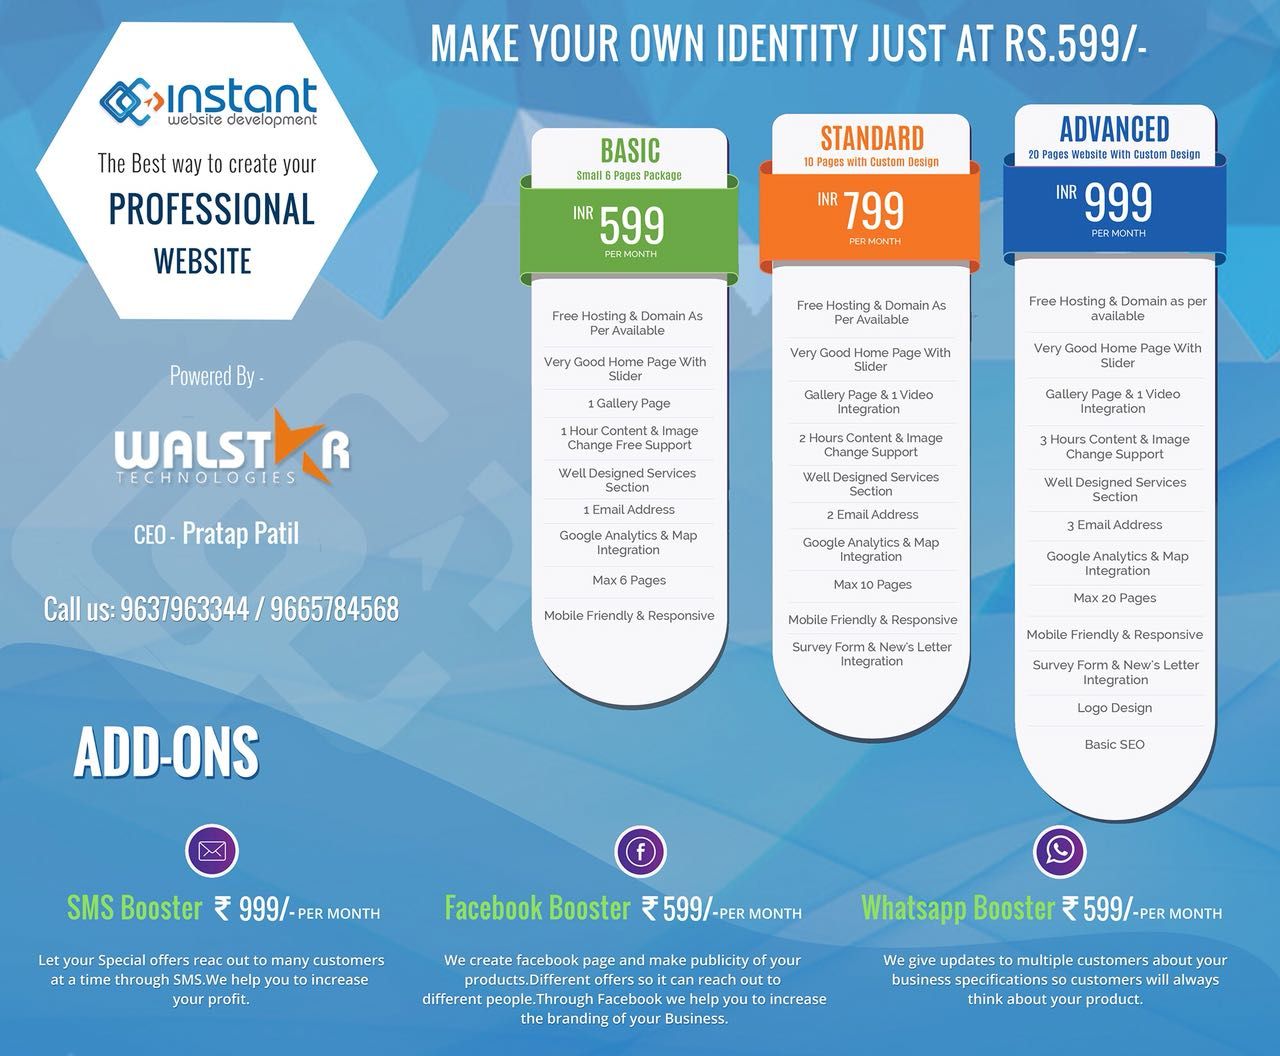 instant
website development
The Best way to create your
PROFESSIONAL
WEBSITE
Powered By -
WALSTAR
TECHNOLOGIES
CEO - Pratap Patil
Call us: 9637963344 / 9665784568
MAKE YOUR OWN IDENTITY JUST AT RS.599/-
BASIC
Small 6 Pages Package
INR 599
PER MONTH
Free Hosting & Domain As
Per Available
Very Good Home Page With
Slider
1 Gallery Page
1 Hour Content & Image
Change Free Support
Well Designed Services
Section
1 Email Address
Google Analytics & Map
Integration
Max 6 Pages
Mobile Friendly & Responsive
STANDARD
10 Pages with Custom Design
INR 799
PER MONTH
Free Hosting & Domain As
Per Available
Very Good Home Page With
Slider
Gallery Page & 1 Video
Integration
2 Hours Content & Image
Change Support
Well Designed Services
Section
2 Email Address
Google Analytics & Map
Integration
Max 10 Pages
Mobile Friendly & Responsive
Survey Form & New's Letter
Integration
ADVANCED
20 Pages Website With Custom Design
INR 999
PER MONTH
Free Hosting & Domain as per
available
Very Good Home Page With
Slider
Gallery Page & 1 Video
Integration
3 Hours Content & Image
Change Support
Well Designed Services
Section
3 Email Address
Google Analytics & Map
Integration
Max 20 Pages
Mobile Friendly & Responsive
Survey Form & New's Letter
Integration
Logo Design
Basic SEO
ADD-ONS
SMS Booster ₹ 999/- PER MONTH
Let your Special offers reac out to many customers
at a time through SMS.We help you to increase
your profit.
Facebook Booster ₹ 599/- PER MONTH
We create facebook page and make publicity of your
products.Different offers so it can reach out to
different people.Through Facebook we help you to increase
the branding of your Business.
Whatsapp Booster ₹ 599/- PER MONTH
We give updates to multiple customers about your
business specifications so customers will always
think about your product.